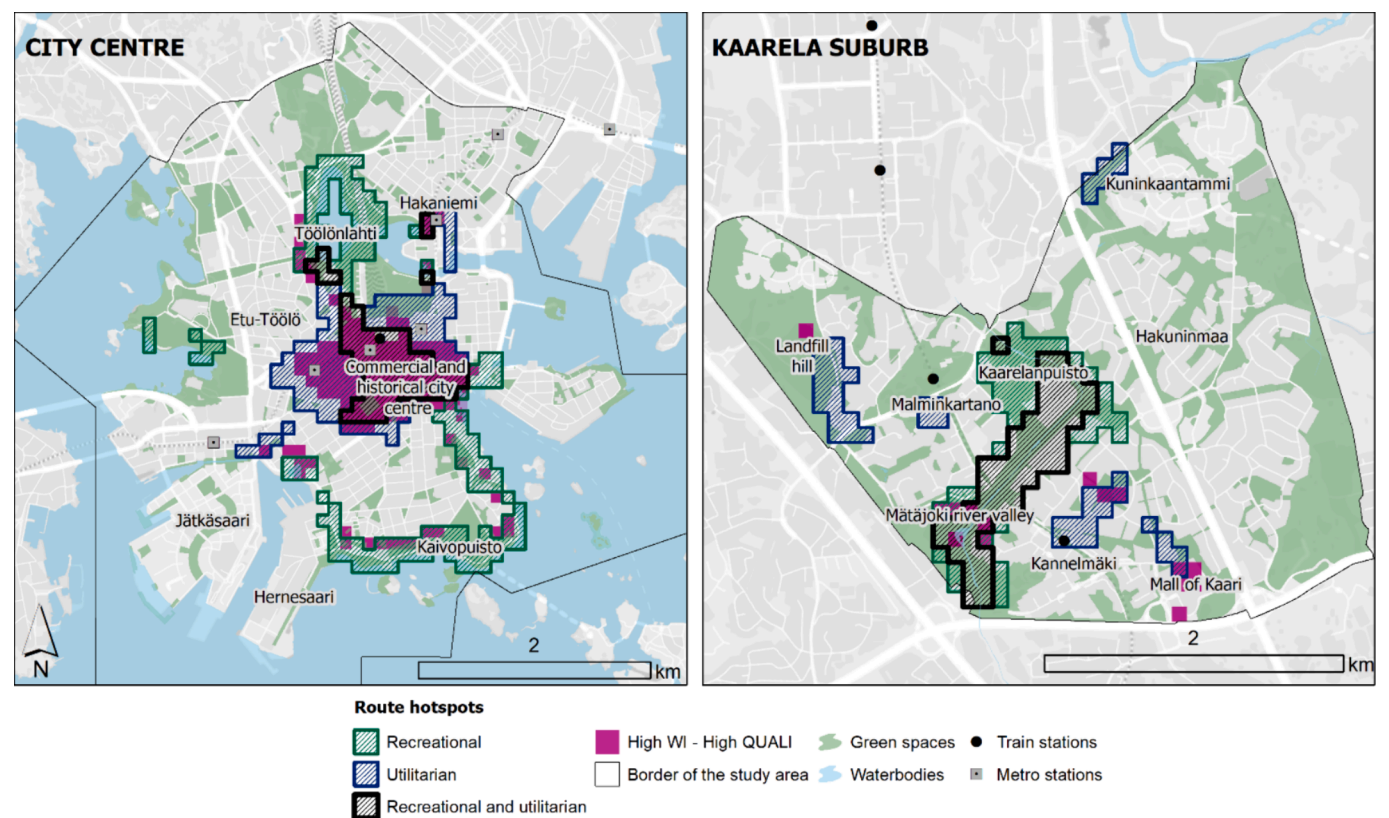 CITY CENTRE
Hakaniemi
Töölönlahti
Etu-Töölö
Commercial and
historical city
centre
Jätkäsaari
Kaivopuisto
Hernesaari
N
2
km
KAARELA SUBURB
Kuninkaantammi
Hakuninmaa
Landfill
hill
Kaarelanpuisto
Malminkartano
Mätäjoki river valley
Kannelmäki
Mall of Kaari
2
km
Route hotspots
Recreational
Utilitarian
Recreational and utilitarian
High WI - High QUALI
Border of the study area
Green spaces
Waterbodies
Train stations
Metro stations